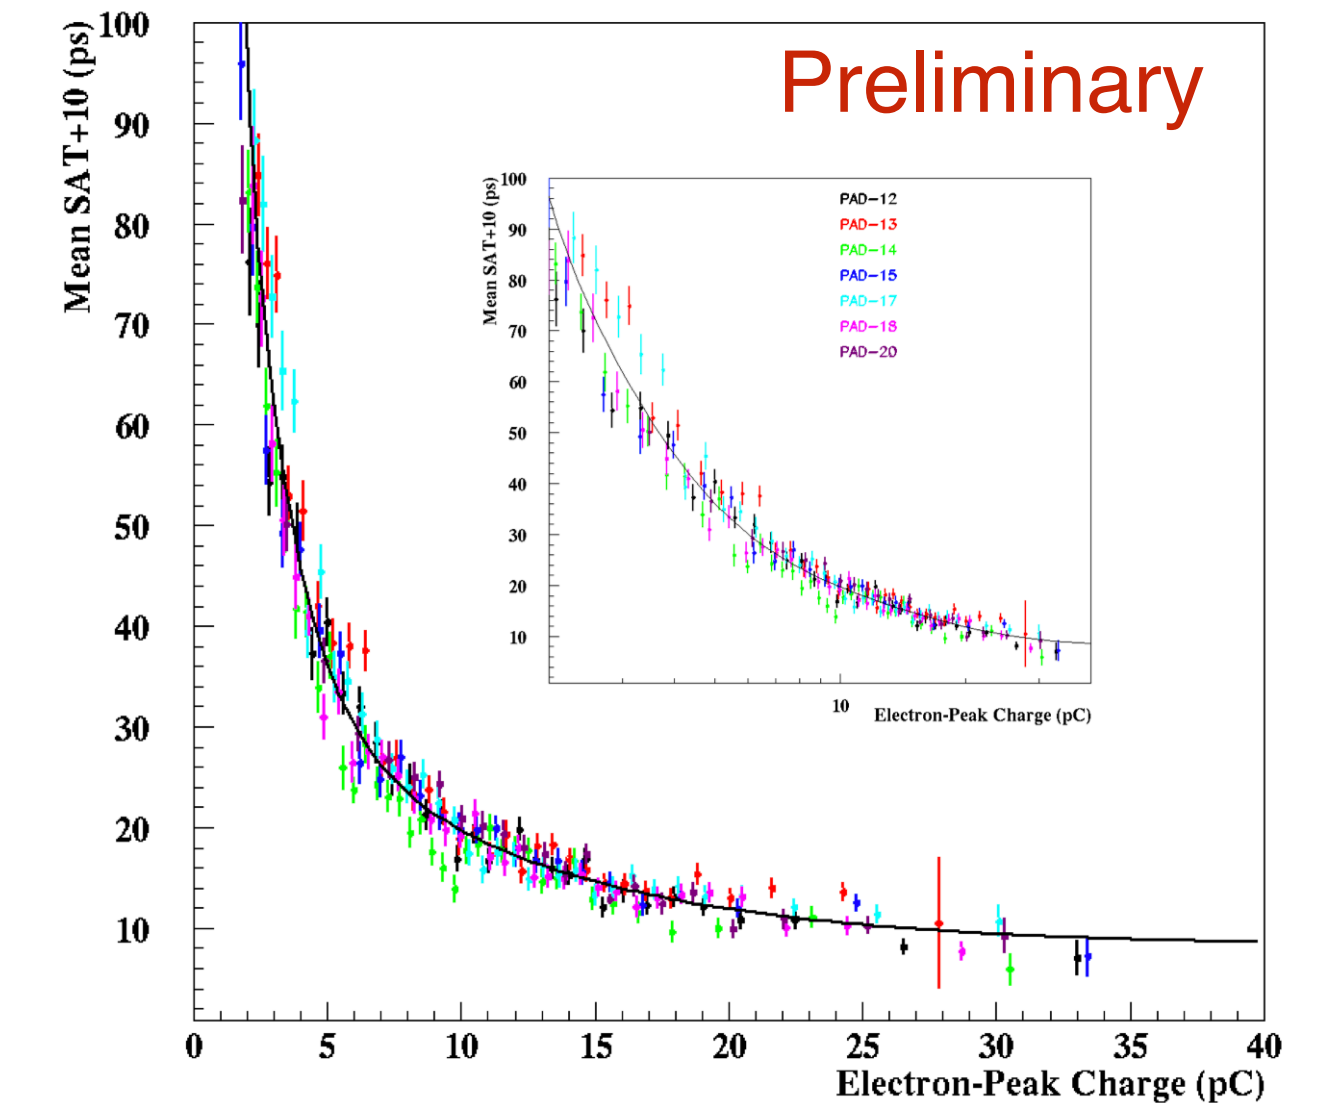 Preliminary
Mean SAT+10 (ps)
100
90
80
70
60
50
40
30
20
10
0 5 10 15 20 25 30 35 40
Electron-Peak Charge (pC)
Mean SAT+10 (ps)
100
90
80
70
60
50
40
30
20
10
PAD-12
PAD-13
PAD-14
PAD-15
PAD-17
PAD-18
PAD-20
10
Electron-Peak Charge (pC)